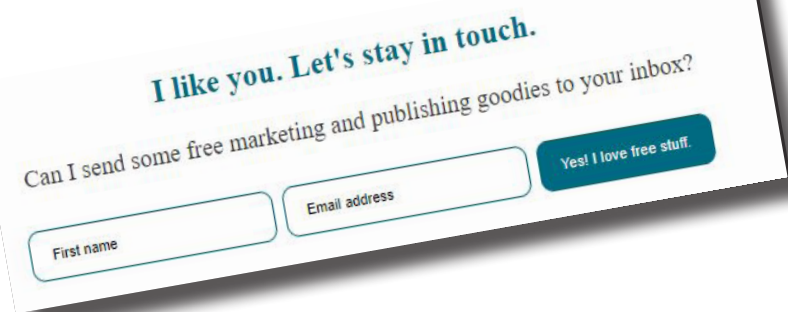 I like you. Let's stay in touch.
Can I send some free marketing and publishing goodies to your inbox?
First name
Email address
Yes! I love free stuff.